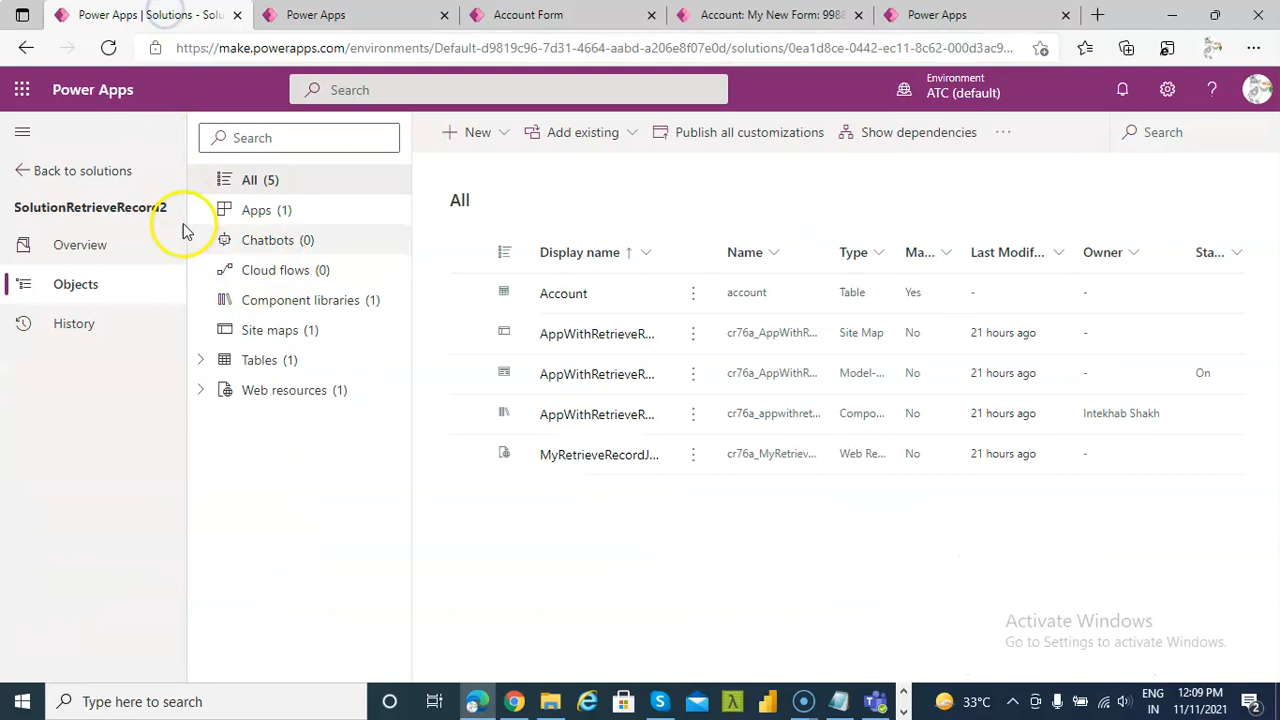 Power Apps | Solutions - Solu
Power Apps
Account Form
Account: My New Form: 998
Power Apps
https://make.powerapps.com/environments/Default-d9819c96-7d31-4664-aabd-a206e8f07e0d/solutions/0ea1d8ce-0442-ec11-8c62-000d3ac9...
Power Apps
Search
Environment
ATC (default)
Search
New
Add existing
Publish all customizations
Show dependencies
Search
Back to solutions
SolutionRetrieveRecord2
Overview
Objects
History
All (5)
Apps (1)
Chatbots (0)
Cloud flows (0)
Component libraries (1)
Site maps (1)
Tables (1)
Web resources (1)
All
Display name ↑ Name Type Ma... Last Modif... Owner Sta...
Account account Table Yes - -
AppWithRetrieveR... cr76a_AppWithR... Site Map No 21 hours ago -
AppWithRetrieveR... cr76a_AppWithR... Model-... No 21 hours ago - On
AppWithRetrieveR... cr76a_appwithret... Compo... No 21 hours ago Intekhab Shakh
MyRetrieveRecordJ... cr76a_MyRetriev... Web Re... No 21 hours ago -
Activate Windows
Go to Settings to activate Windows.
Type here to search
33°C
ENG
IN
12:09 PM
11/11/2021
2